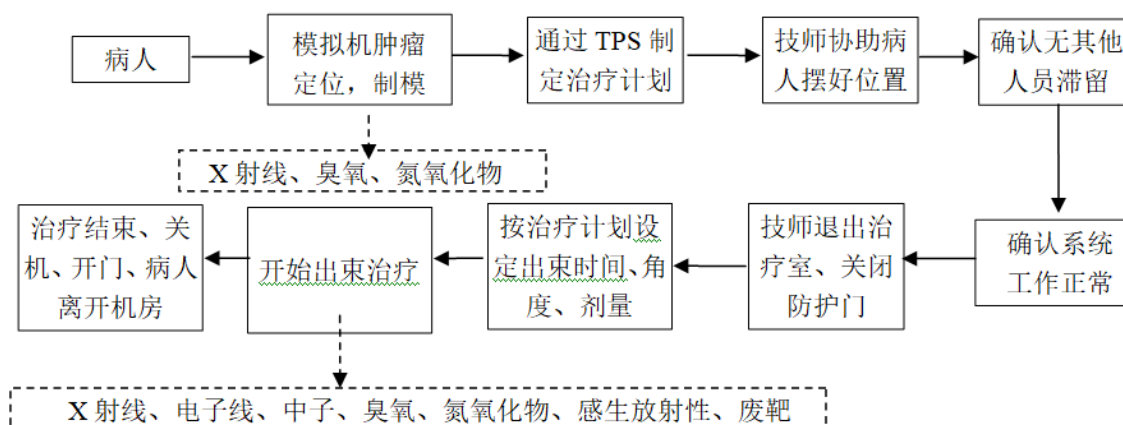 病人
模拟机肿瘤
定位，制模
通过 TPS 制
定治疗计划
技师协助病
人摆好位置
确认无其他
人员滞留
X 射线、臭氧、氮氧化物
治疗结束、关
机、开门、病人
离开机房
开始出束治疗
按治疗计划设
定出束时间、角
度、剂量
技师退出治
疗室、关闭
防护门
确认系统
工作正常
X 射线、电子线、中子、臭氧、氮氧化物、感生放射性、废靶